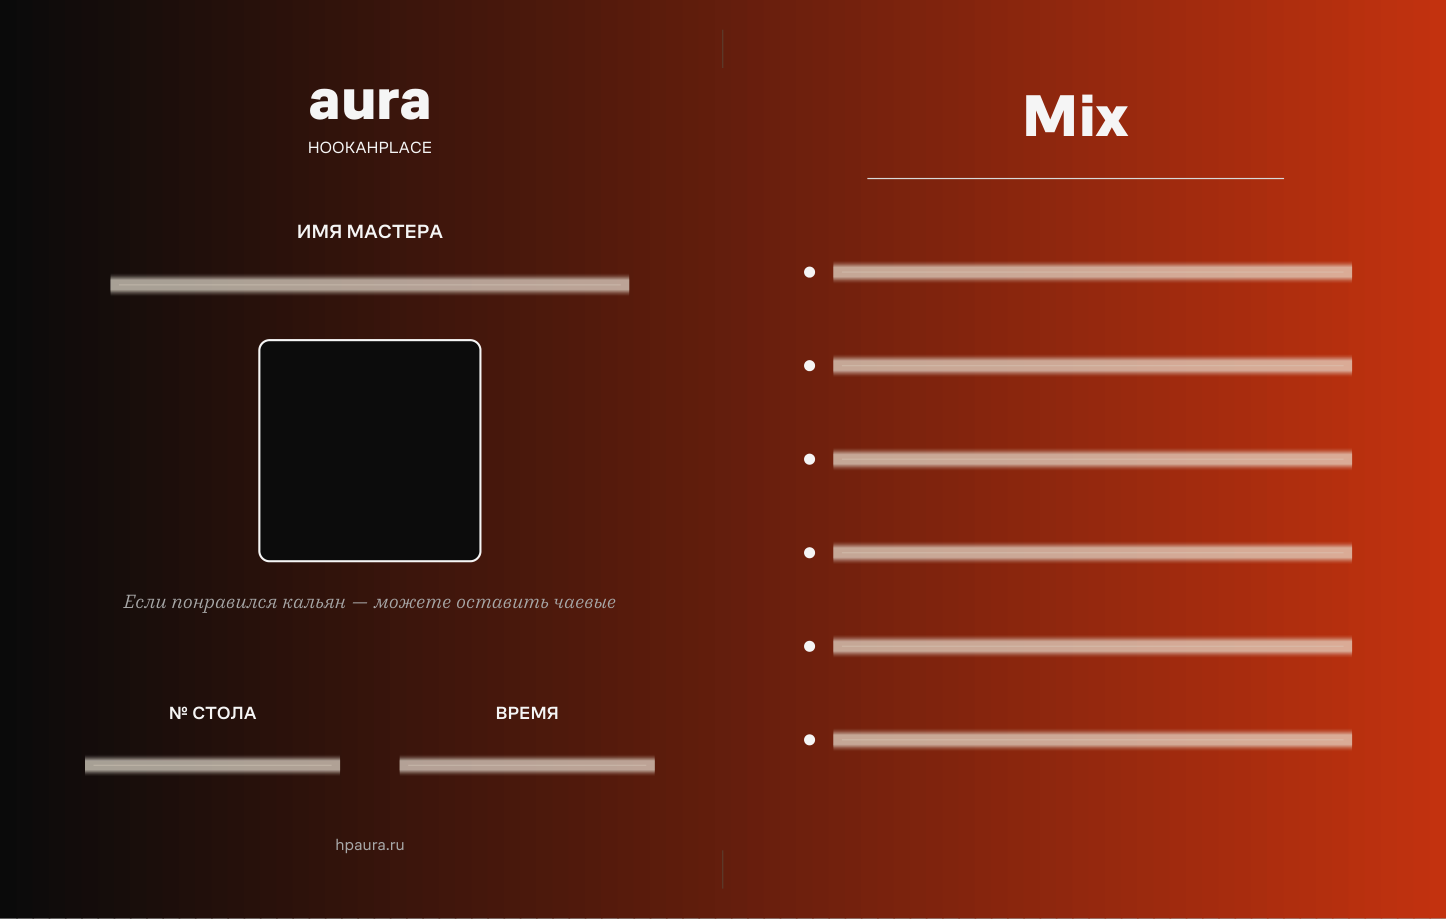 aura
HOOKAHPLACE
ИМЯ МАСТЕРА
Если понравился кальян — можете оставить чаевые
№ СТОЛА
ВРЕМЯ
hpaura.ru
Mix